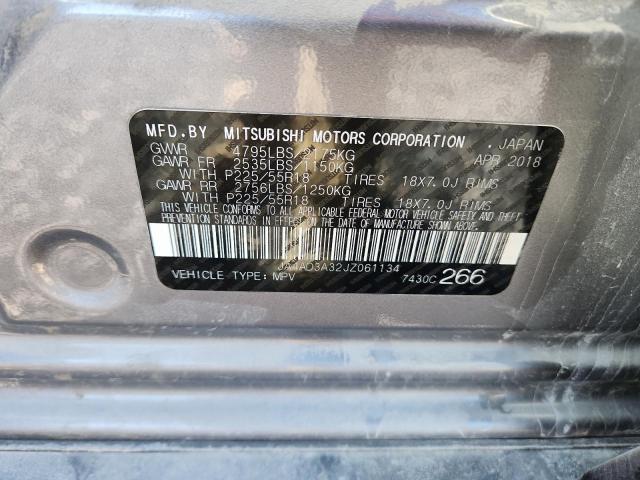 MFD.BY MITSUBISHI MOTORS CORPORATION . JAPAN
GVWR 4795LBS/2175KG APR 2018
GAWR FR 2535LBS/1150KG
WITH P225/55R18 TIRES 18X7.0J RIMS
GAWR RR 2756LBS/1250KG
WITH P225/55R18 TIRES 18X7.0J RIMS
THIS VEHICLE CONFORMS TO ALL APPLICABLE FEDERAL MOTOR VEHICLE SAFETY AND THEFT
PREVENTION STANDARDS IN EFFECT ON THE DATE OF MANUFACTURE SHOWN ABOVE.
JA4AD3A32JZ061134
VEHICLE TYPE: MPV 7430C 266